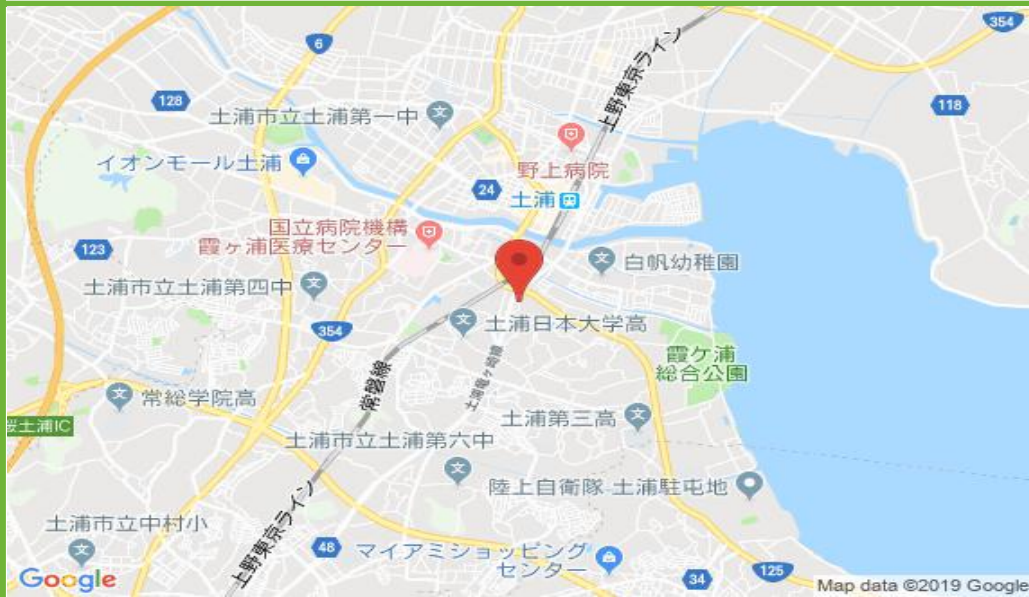 354
6
上野東京ライン
128
118
土浦市立土浦第一中
イオンモール土浦
野上病院
24
土浦
国立病院機構
霞ヶ浦医療センター
123
白帆幼稚園
土浦市立土浦第四中
354
土浦日本大学高
霞ケ浦
総合公園
常磐線
土浦竜ヶ崎線
常総学院高
桜土浦IC
土浦第三高
土浦市立土浦第六中
陸上自衛隊 土浦駐屯地
土浦市立中村小
上野東京ライン
48
マイアミショッピング
センター
125
34
Google
Map data ©2019 Google